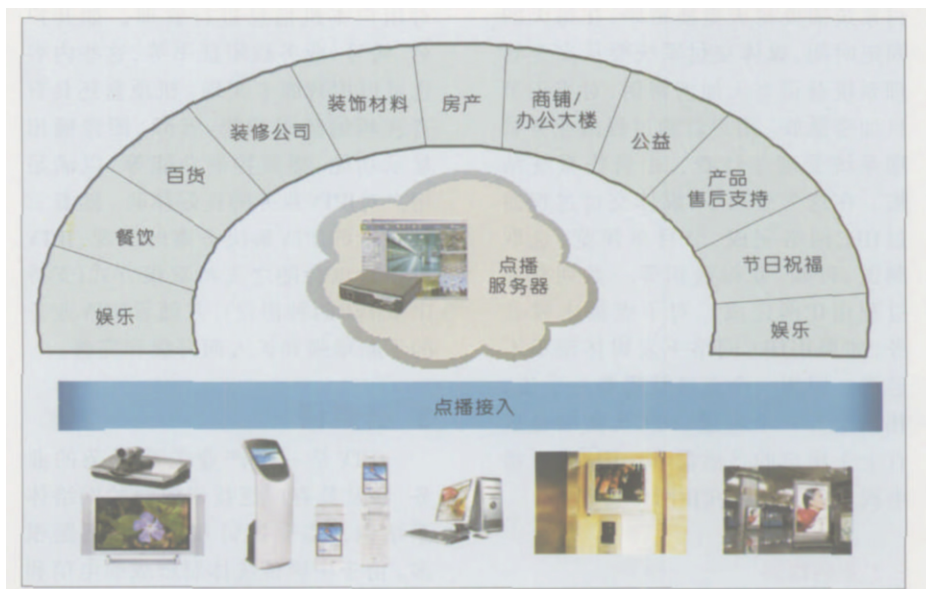 娱乐
餐饮
百货
装修公司
装饰材料
房产
商铺/
办公大楼
公益
产品
售后支持
节日祝福
娱乐
点播
服务器
点播接入